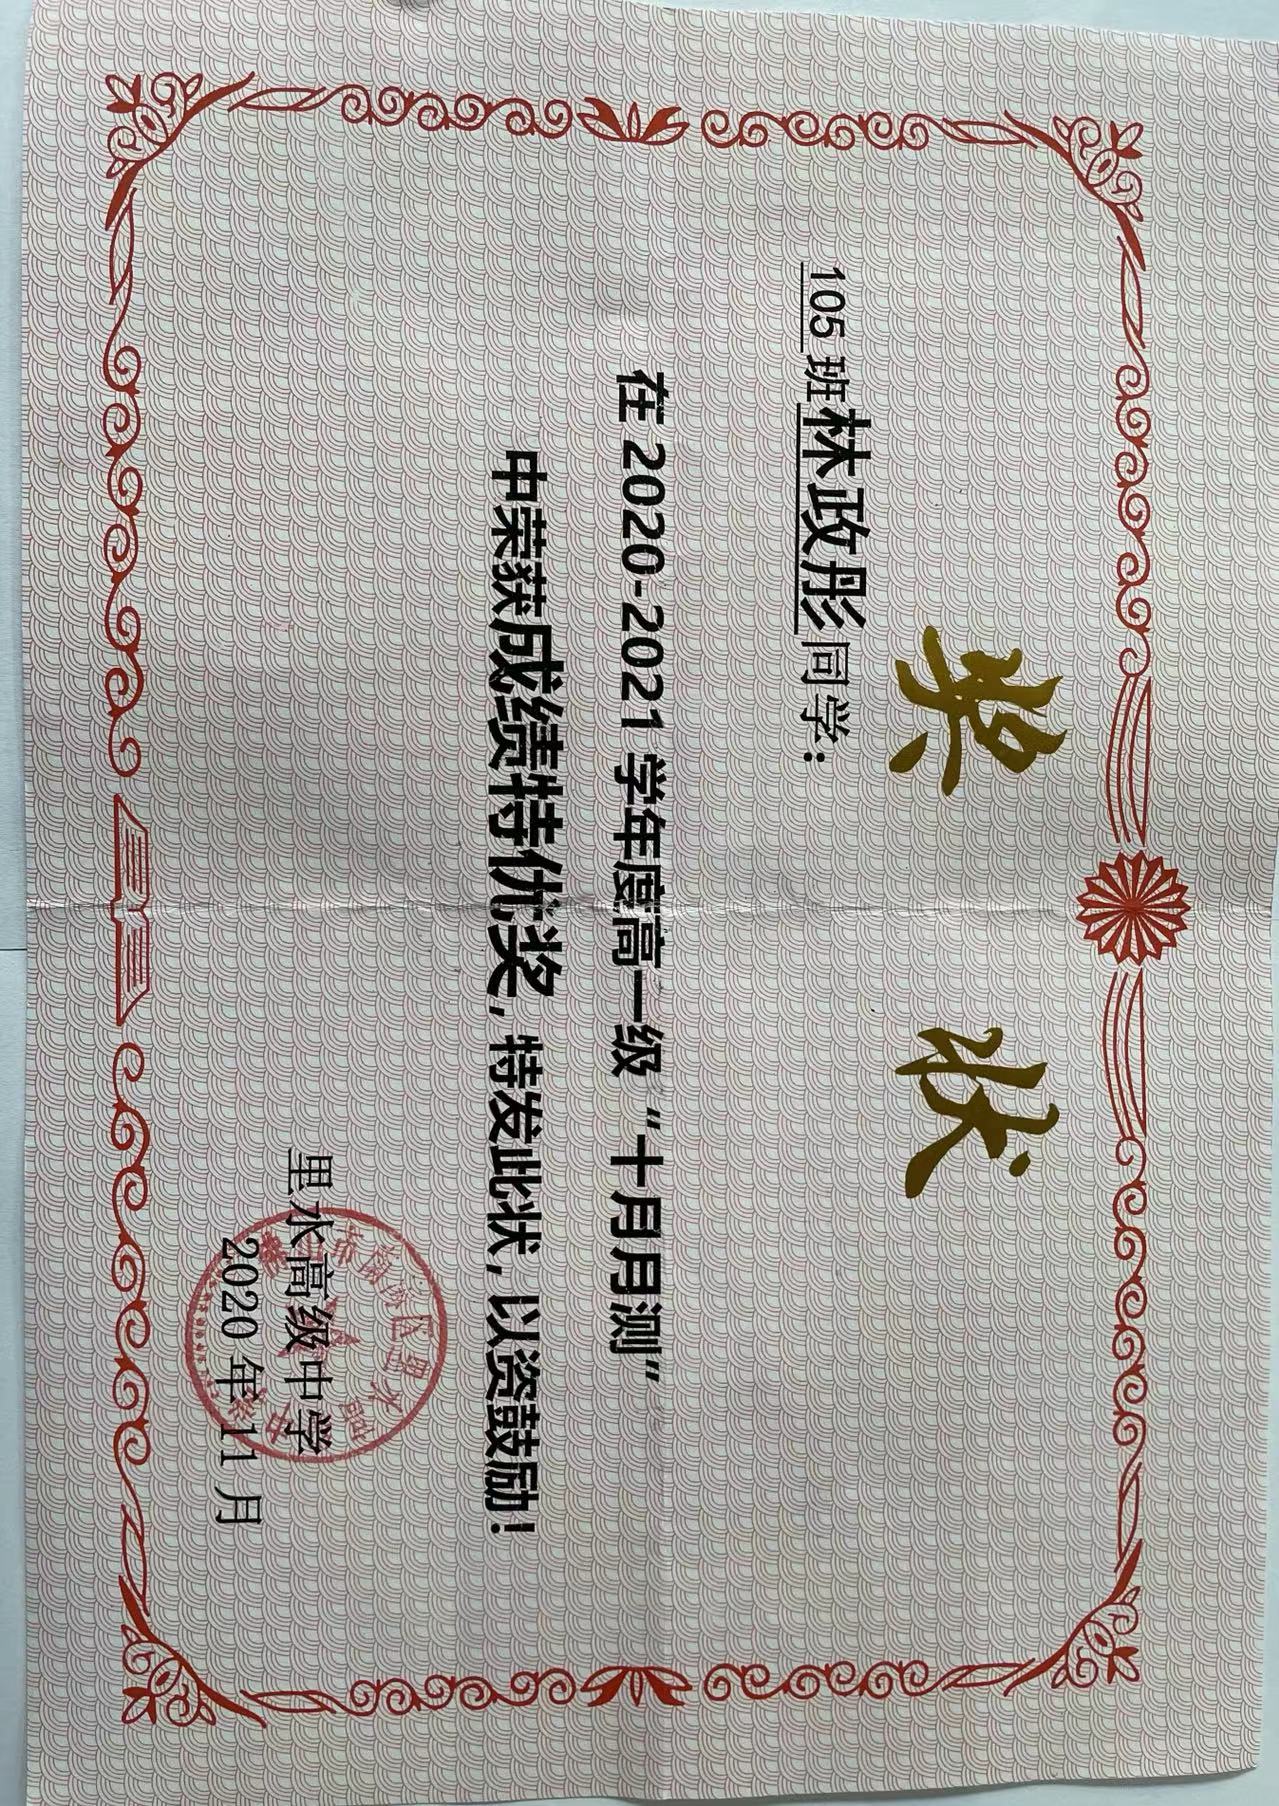 奖状
105班林政彤同学：
在2020-2021学年度高一级“十月月测”
中荣获成绩特优奖，特发此状，以资鼓励！
里水高级中学
2020年11月